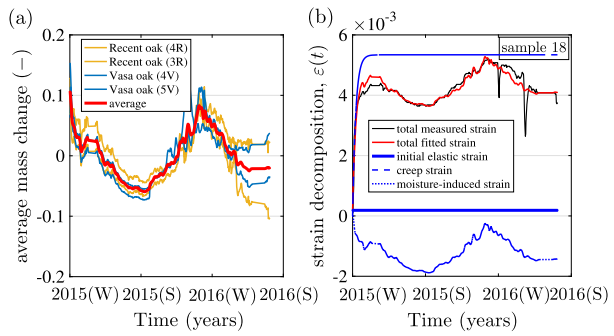 (a)
average mass change (−)
0.2
0.1
0
-0.1
-0.2
Recent oak (4R)
Recent oak (3R)
Vasa oak (4V)
Vasa oak (5V)
average
2015(W) 2015(S) 2016(W) 2016(S)
Time (years)
(b)
×10⁻³
strain decomposition, ε(t)
6
4
2
0
−2
sample 18
total measured strain
total fitted strain
initial elastic strain
creep strain
moisture-induced strain
2015(W) 2015(S) 2016(W) 2016(S)
Time (years)